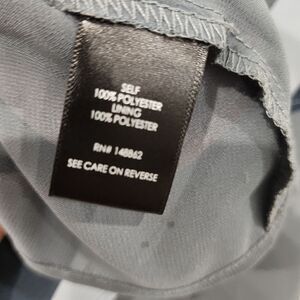 SELF
100% POLYESTER
LINING
100% POLYESTER
RN# 148862
SEE CARE ON REVERSE